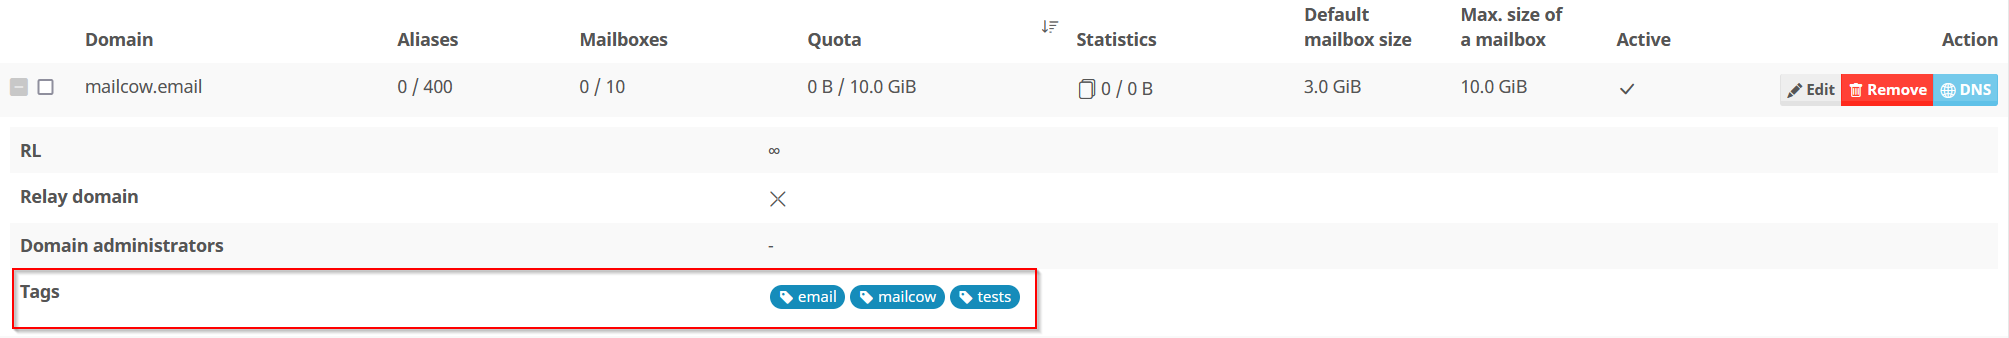 Domain Aliases Mailboxes Quota Statistics Default mailbox size Max. size of a mailbox Active Action
mailcow.email 0 / 400 0 / 10 0 B / 10.0 GiB 0 / 0 B 3.0 GiB 10.0 GiB ✓ Edit Remove DNS
RL ∞
Relay domain ✕
Domain administrators -
Tags email mailcow tests